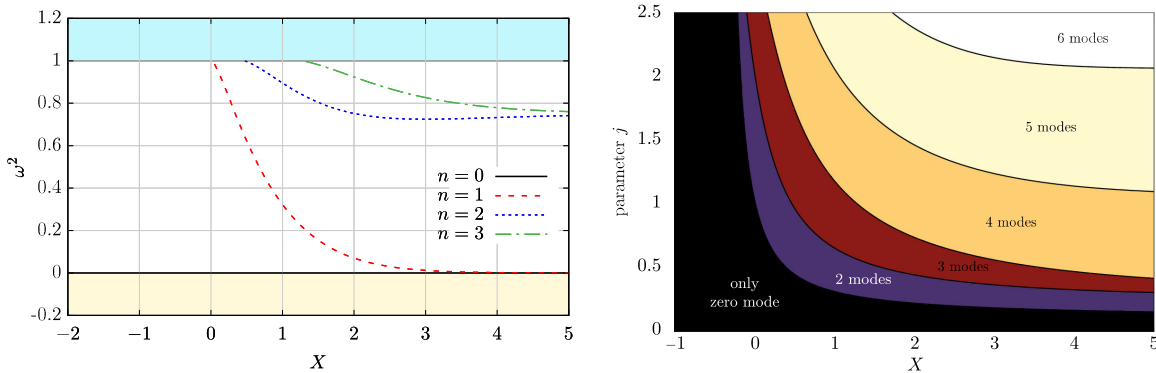 1.2
1
0.8
0.6
0.4
0.2
0
-0.2
ω²
−2
−1
0
1
2
3
4
5
X
n = 0
n = 1
n = 2
n = 3
2.5
2
1.5
1
0.5
0
parameter j
6 modes
5 modes
4 modes
3 modes
2 modes
only
zero mode
−1
0
1
2
3
4
5
X